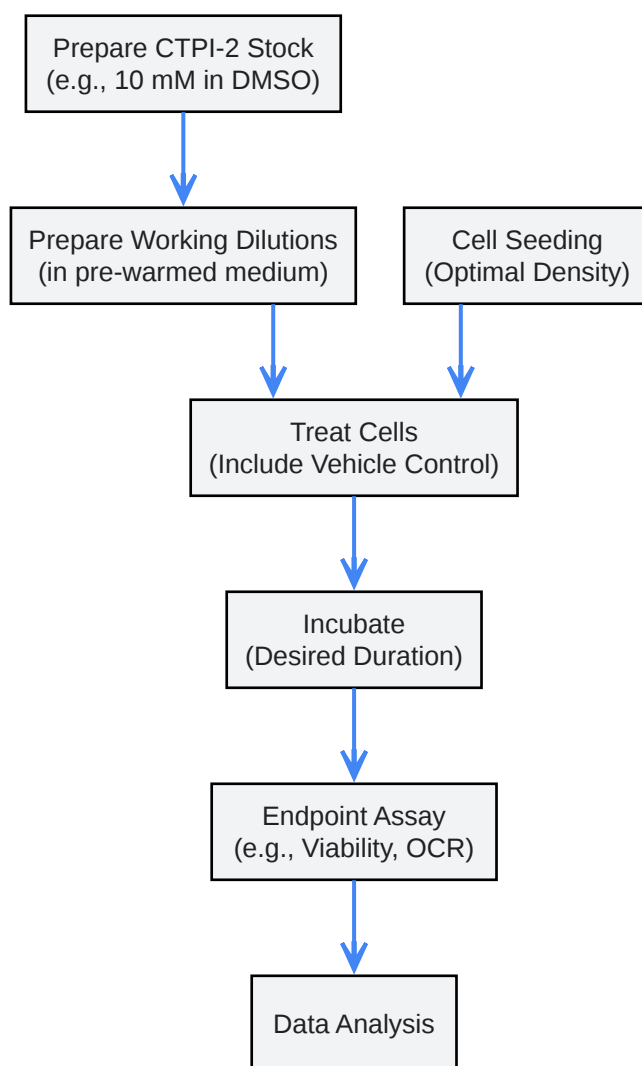 Prepare CTPI-2 Stock
(e.g., 10 mM in DMSO)
Prepare Working Dilutions
(in pre-warmed medium)
Cell Seeding
(Optimal Density)
Treat Cells
(Include Vehicle Control)
Incubate
(Desired Duration)
Endpoint Assay
(e.g., Viability, OCR)
Data Analysis